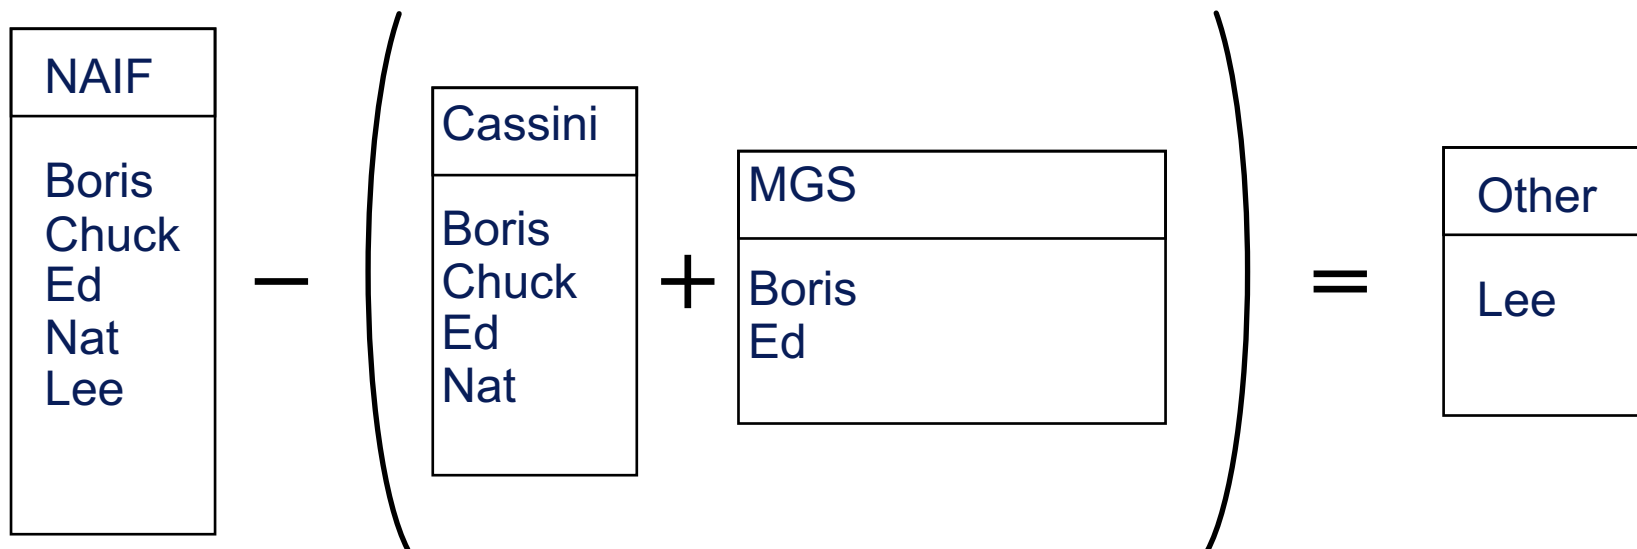 NAIF
Boris
Chuck
Ed
Nat
Lee
−
(
Cassini
Boris
Chuck
Ed
Nat
+
MGS
Boris
Ed
)
=
Other
Lee